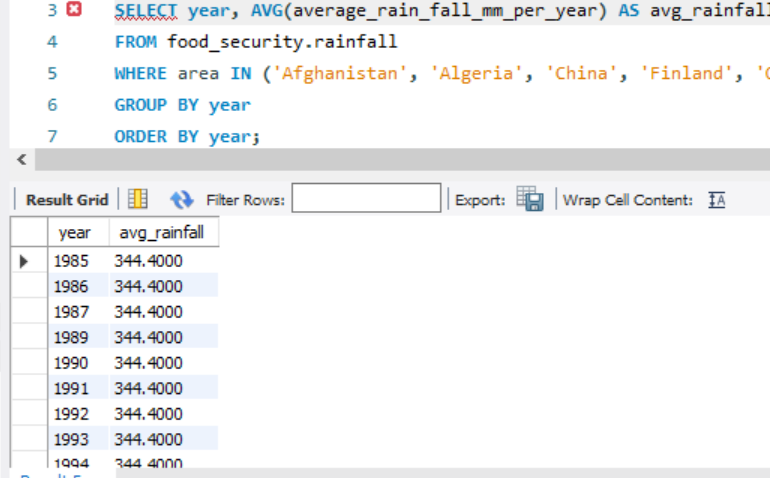 3 SELECT year, AVG(average_rain_fall_mm_per_year) AS avg_rainfall
4 FROM food_security.rainfall
5 WHERE area IN ('Afghanistan', 'Algeria', 'China', 'Finland', '
6 GROUP BY year
7 ORDER BY year;
Result Grid Filter Rows: Export: Wrap Cell Content: IA
year avg_rainfall
1985 344.4000
1986 344.4000
1987 344.4000
1989 344.4000
1990 344.4000
1991 344.4000
1992 344.4000
1993 344.4000
1994 344.4000